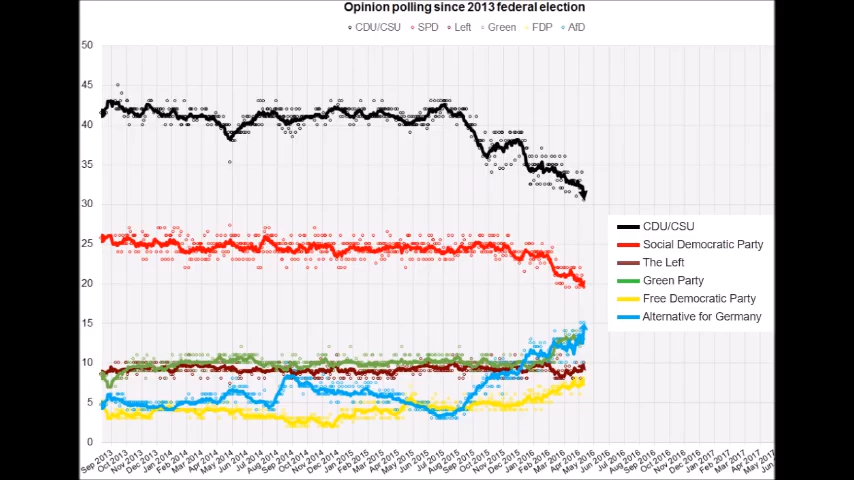 Opinion polling since 2013 federal election
CDU/CSU SPD Left Green FDP AfD
50
45
40
35
30
25
20
15
10
5
0
CDU/CSU
Social Democratic Party
The Left
Green Party
Free Democratic Party
Alternative for Germany
Sep 2013 Oct 2013 Nov 2013 Dec 2013 Jan 2014 Feb 2014 Mar 2014 Apr 2014 May 2014 Jun 2014 Jul 2014 Aug 2014 Sep 2014 Oct 2014 Nov 2014 Dec 2014 Jan 2015 Feb 2015 Mar 2015 Apr 2015 May 2015 Jun 2015 Jul 2015 Aug 2015 Sep 2015 Oct 2015 Nov 2015 Dec 2015 Jan 2016 Feb 2016 Mar 2016 Apr 2016 May 2016 Jun 2016 Jul 2016 Aug 2016 Sep 2016 Oct 2016 Nov 2016 Dec 2016 Jan 2017 Feb 2017 Mar 2017 Apr 2017 May 2017